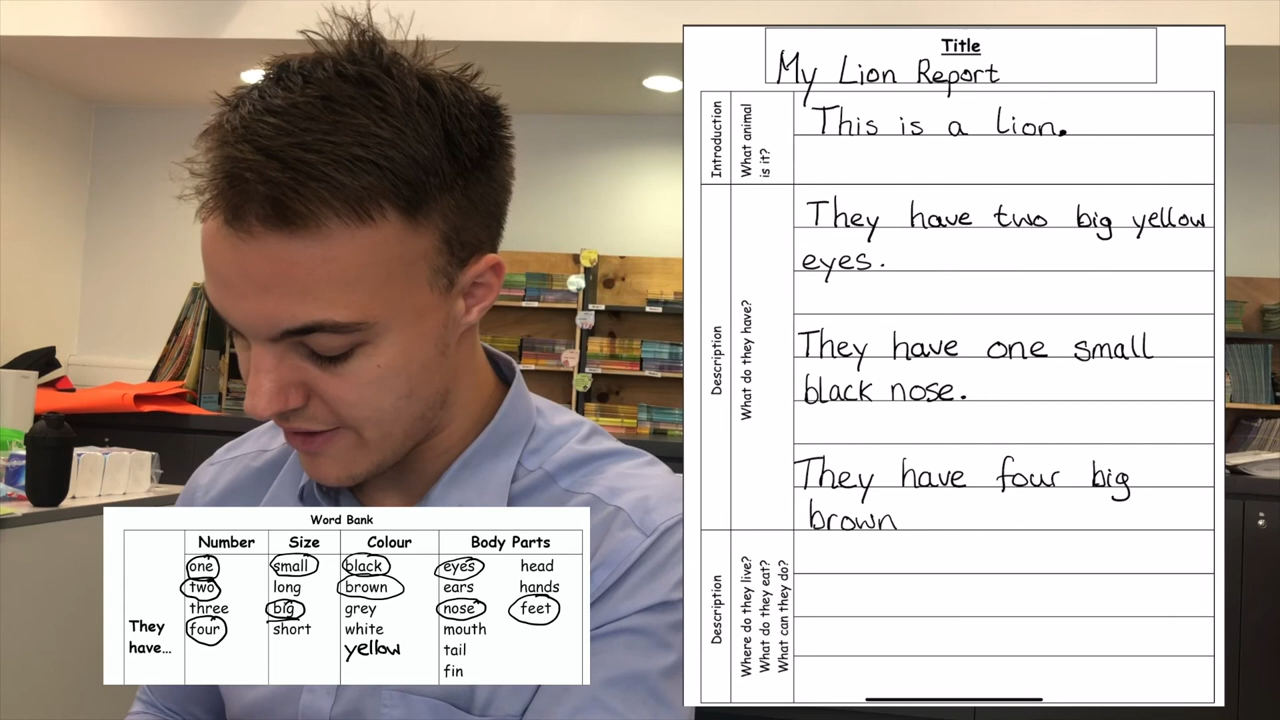 Title
My Lion Report
Introduction
What animal
is it?
This is a lion.
Description
What do they have?
They have two big yellow
eyes.
They have one small
black nose.
They have four big
brown
Description
Where do they live?
What do they eat?
What can they do?
Word Bank
Number Size Colour Body Parts
They
have...
one small black eyes head
two long brown ears hands
three big grey nose feet
four short white mouth
yellow tail
fin